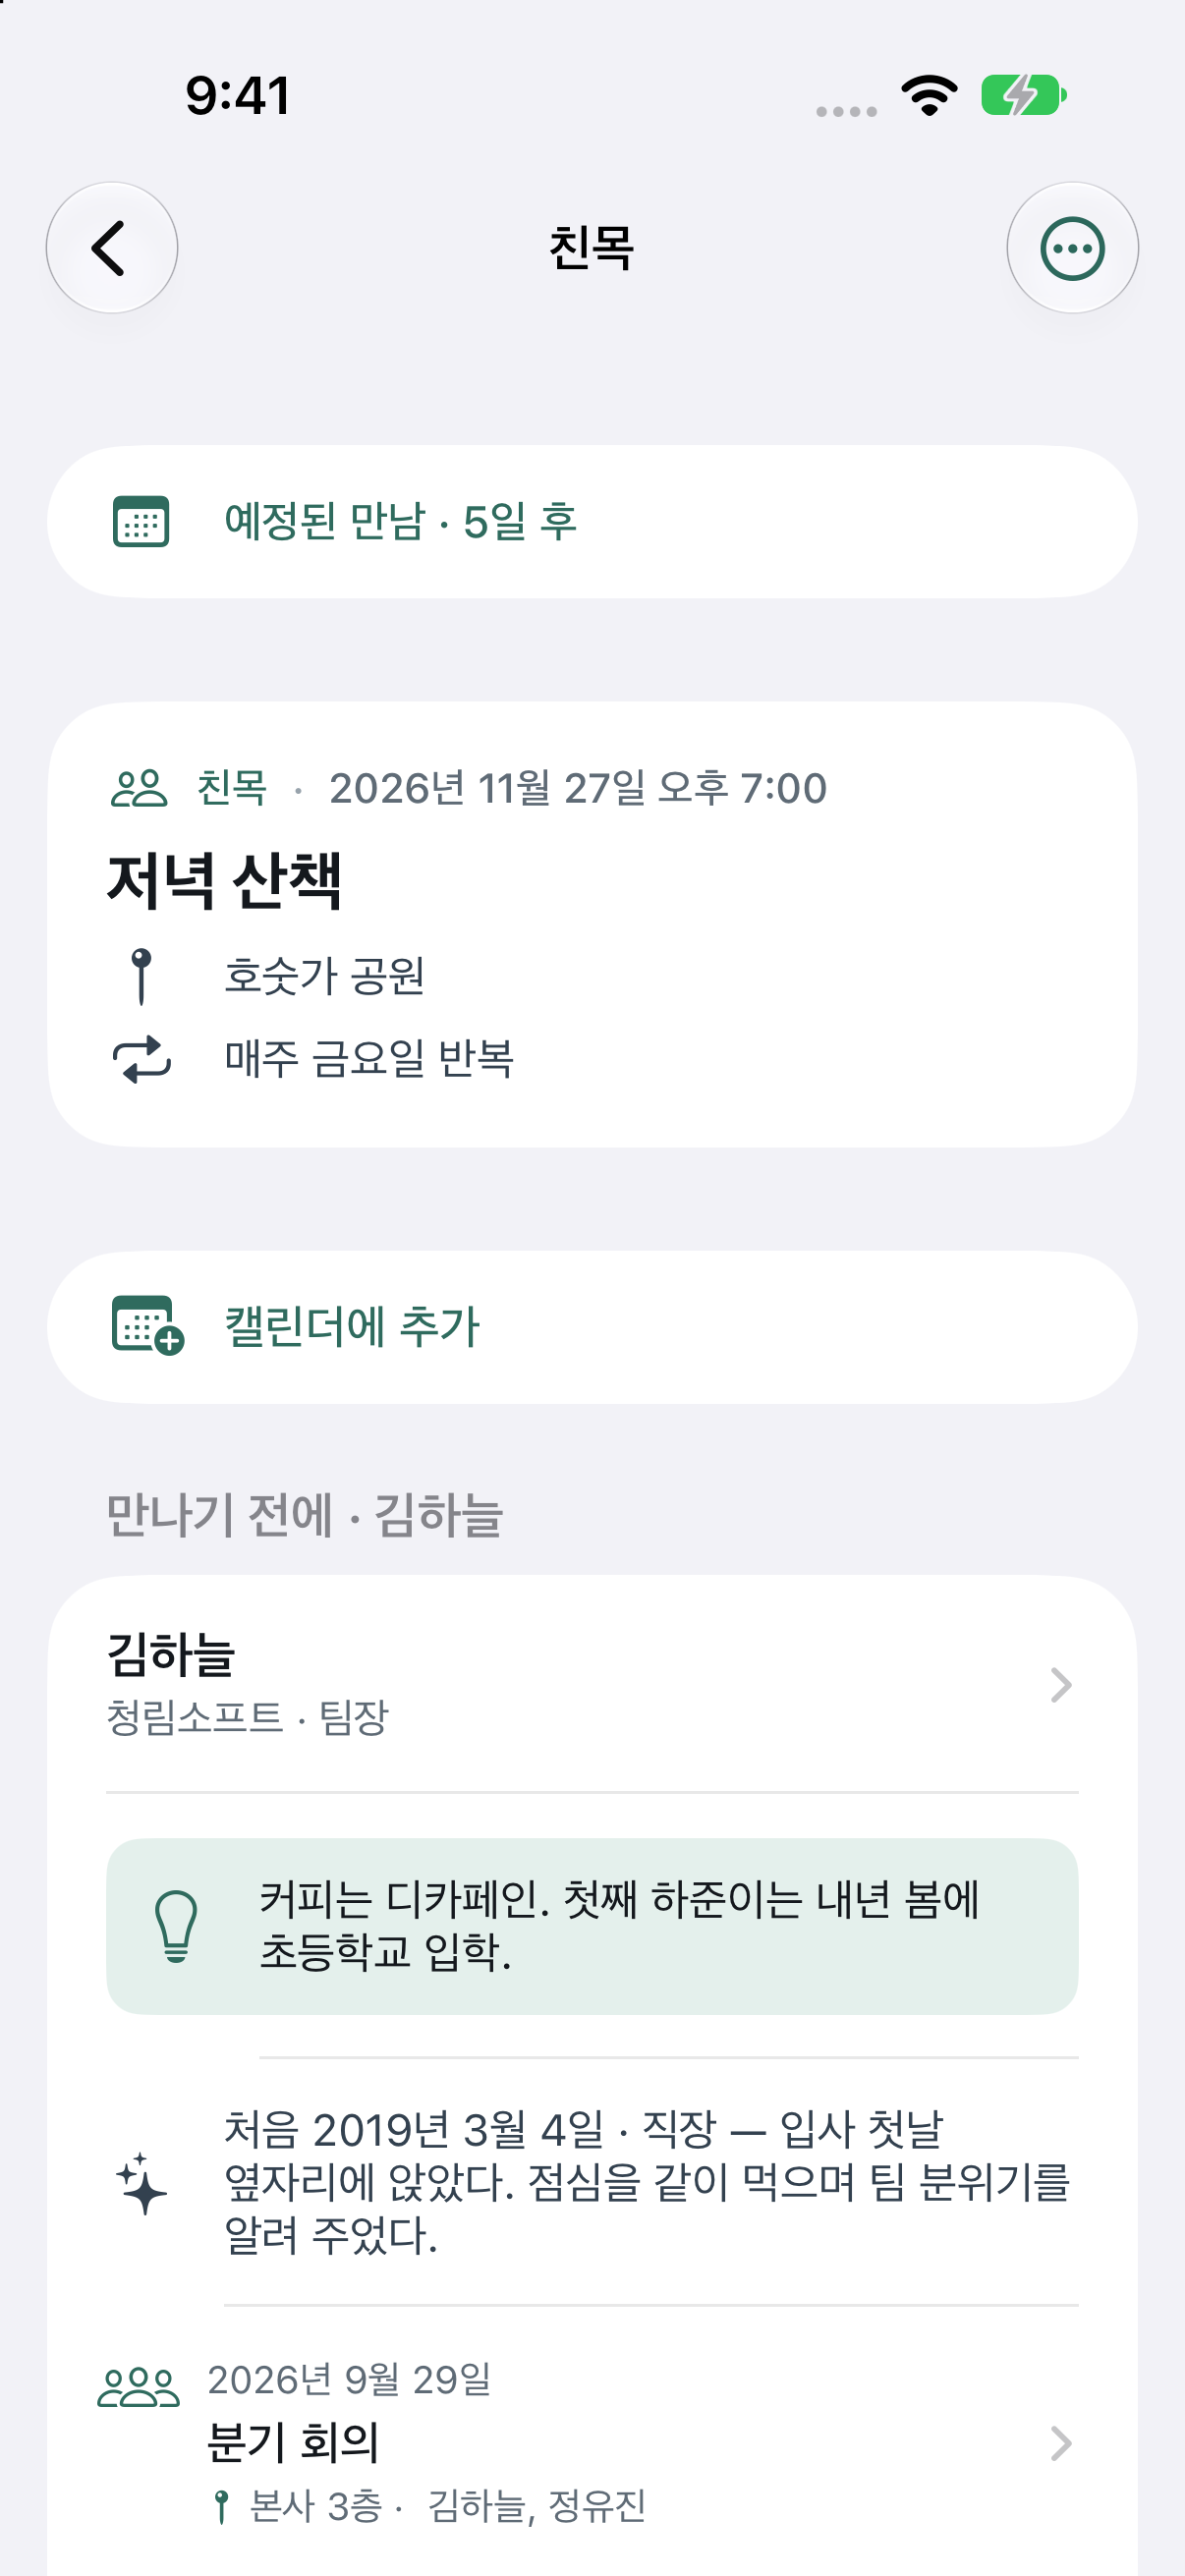 9:41
친목
예정된 만남 · 5일 후
친목 · 2026년 11월 27일 오후 7:00
저녁 산책
호숫가 공원
매주 금요일 반복
캘린더에 추가
만나기 전에 · 김하늘
김하늘
청림소프트 · 팀장
커피는 디카페인. 첫째 하준이는 내년 봄에
초등학교 입학.
처음 2019년 3월 4일 · 직장 — 입사 첫날
옆자리에 앉았다. 점심을 같이 먹으며 팀 분위기를
알려 주었다.
2026년 9월 29일
분기 회의
본사 3층 · 김하늘, 정유진